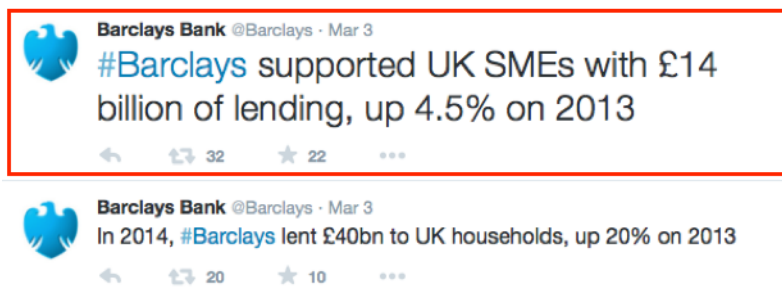 Barclays Bank @Barclays · Mar 3
#Barclays supported UK SMEs with £14
billion of lending, up 4.5% on 2013
32 22
Barclays Bank @Barclays · Mar 3
In 2014, #Barclays lent £40bn to UK households, up 20% on 2013
20 10